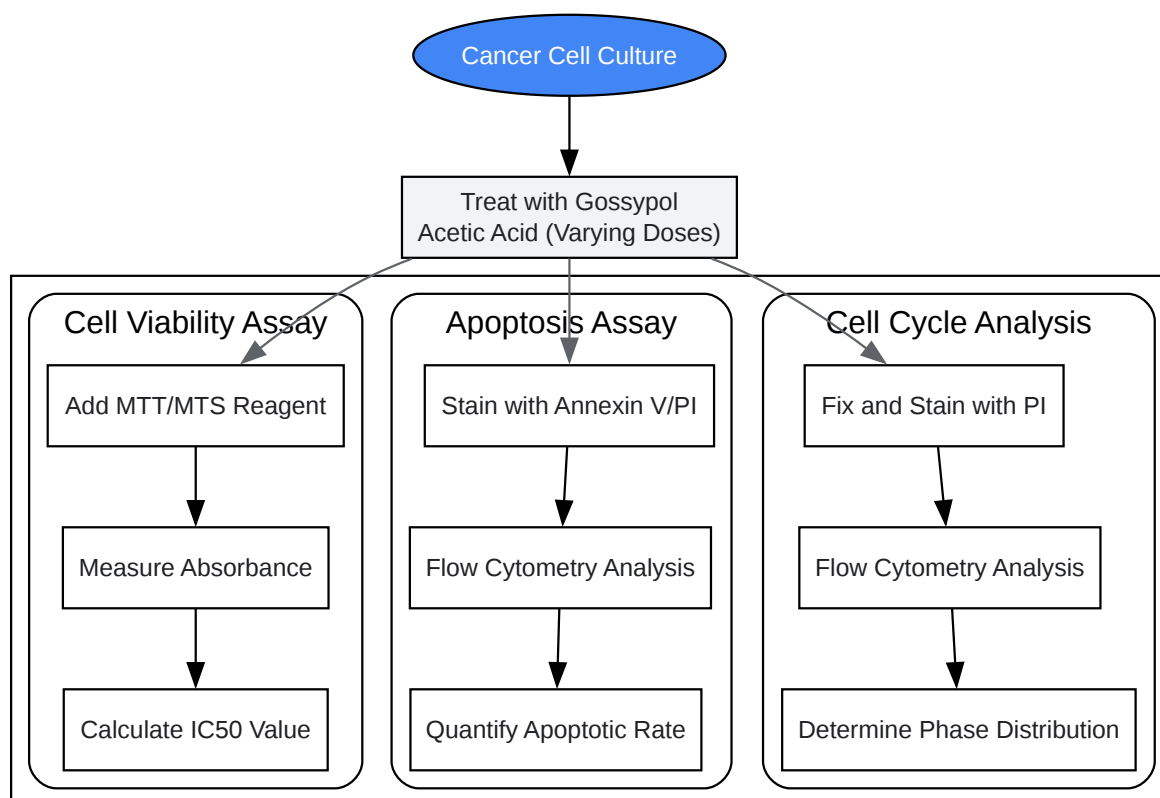 Cancer Cell Culture
Treat with Gossypol
Acetic Acid (Varying Doses)
Cell Viability Assay
Add MTT/MTS Reagent
Measure Absorbance
Calculate IC50 Value
Apoptosis Assay
Stain with Annexin V/PI
Flow Cytometry Analysis
Quantify Apoptotic Rate
Cell Cycle Analysis
Fix and Stain with PI
Flow Cytometry Analysis
Determine Phase Distribution